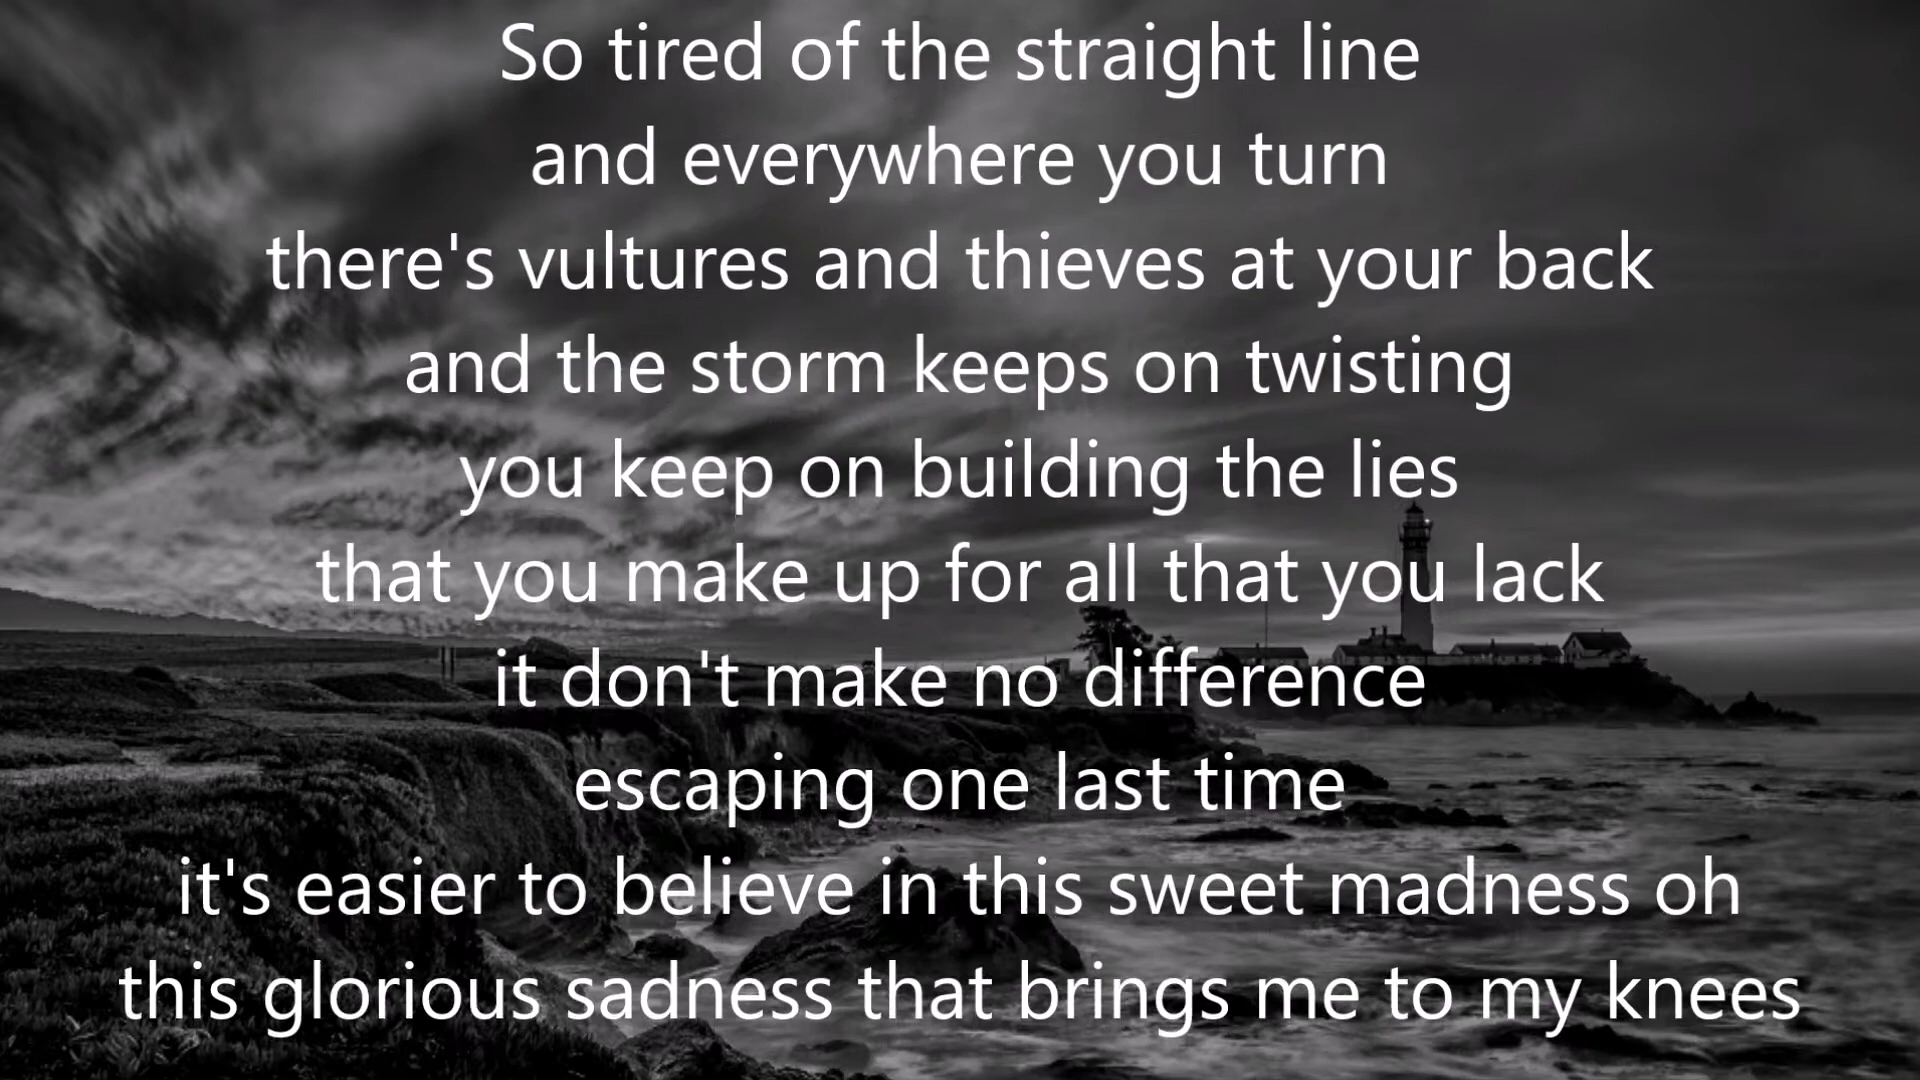 So tired of the straight line
and everywhere you turn
there's vultures and thieves at your back
and the storm keeps on twisting
you keep on building the lies
that you make up for all that you lack
it don't make no difference
escaping one last time
it's easier to believe in this sweet madness oh
this glorious sadness that brings me to my knees